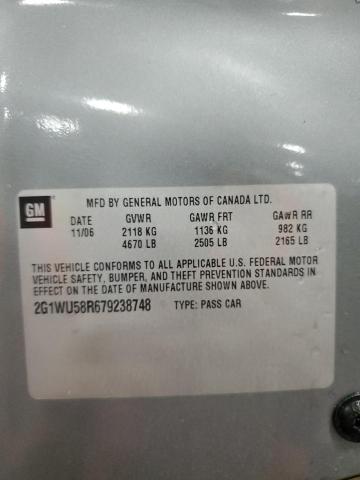 GM
MFD BY GENERAL MOTORS OF CANADA LTD.
DATE GVWR GAWR FRT GAWR RR
11/06 2118 KG 1136 KG 982 KG
4670 LB 2505 LB 2165 LB
THIS VEHICLE CONFORMS TO ALL APPLICABLE U.S. FEDERAL MOTOR
VEHICLE SAFETY, BUMPER, AND THEFT PREVENTION STANDARDS IN
EFFECT ON THE DATE OF MANUFACTURE SHOWN ABOVE.
2G1WU58R679238748 TYPE: PASS CAR